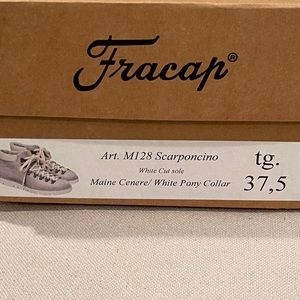 Fracap®
Art. M128 Scarponcino
White Cut sole
Maine Cenere/ White Pony Collar
tg.
37,5